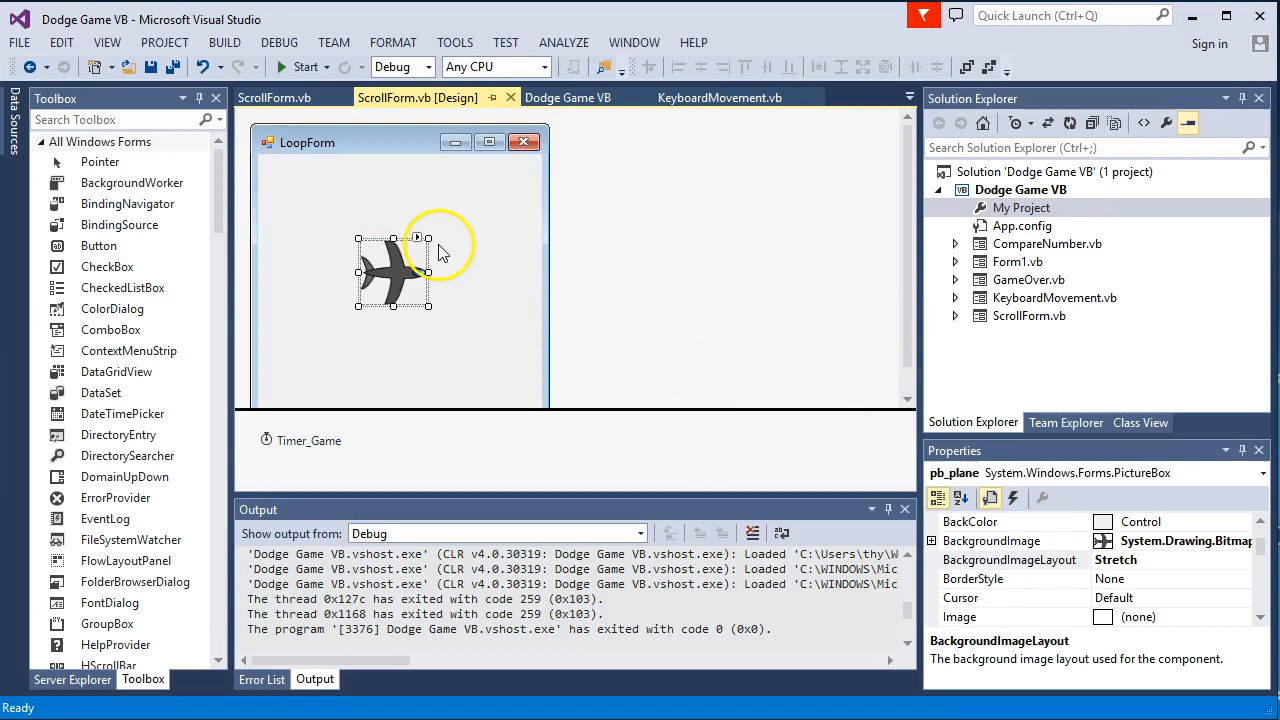 Dodge Game VB - Microsoft Visual Studio
Quick Launch (Ctrl+Q)
FILE EDIT VIEW PROJECT BUILD DEBUG TEAM FORMAT TOOLS TEST ANALYZE WINDOW HELP
Sign in
Start
Debug
Any CPU
Data Sources
Toolbox
Search Toolbox
All Windows Forms
Pointer
BackgroundWorker
BindingNavigator
BindingSource
Button
CheckBox
CheckedListBox
ColorDialog
ComboBox
ContextMenuStrip
DataGridView
DataSet
DateTimePicker
DirectoryEntry
DirectorySearcher
DomainUpDown
ErrorProvider
EventLog
FileSystemWatcher
FlowLayoutPanel
FolderBrowserDialog
FontDialog
GroupBox
HelpProvider
HScrollBar
Server Explorer
Toolbox
ScrollForm.vb
ScrollForm.vb [Design]
Dodge Game VB
KeyboardMovement.vb
LoopForm
Timer_Game
Output
Show output from:
Debug
'Dodge Game VB.vshost.exe' (CLR v4.0.30319: Dodge Game VB.vshost.exe): Loaded 'C:\Users\thy\W
'Dodge Game VB.vshost.exe' (CLR v4.0.30319: Dodge Game VB.vshost.exe): Loaded 'C:\WINDOWS\Mic
'Dodge Game VB.vshost.exe' (CLR v4.0.30319: Dodge Game VB.vshost.exe): Loaded 'C:\WINDOWS\Mic
The thread 0x127c has exited with code 259 (0x103).
The thread 0x1168 has exited with code 259 (0x103).
The program '[3376] Dodge Game VB.vshost.exe' has exited with code 0 (0x0).
Error List
Output
Solution Explorer
Search Solution Explorer (Ctrl+;)
Solution 'Dodge Game VB' (1 project)
VB Dodge Game VB
My Project
App.config
CompareNumber.vb
Form1.vb
GameOver.vb
KeyboardMovement.vb
ScrollForm.vb
Solution Explorer
Team Explorer
Class View
Properties
pb_plane System.Windows.Forms.PictureBox
BackColor Control
BackgroundImage System.Drawing.Bitmap
BackgroundImageLayout Stretch
BorderStyle None
Cursor Default
Image (none)
BackgroundImageLayout
The background image layout used for the component.
Ready